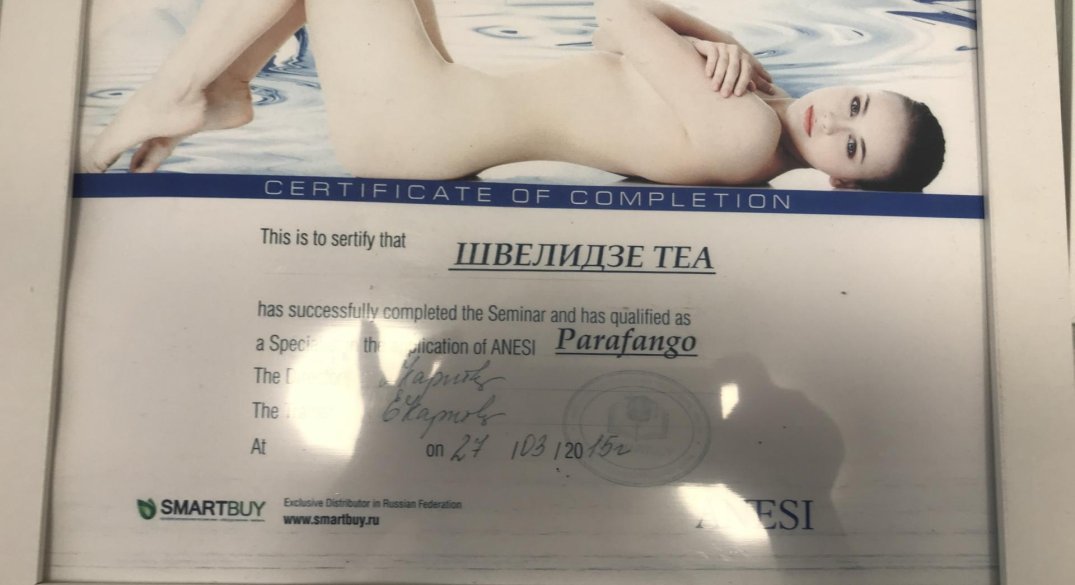 CERTIFICATE OF COMPLETION
This is to sertify that ШВЕЛИДЗЕ ТЕА
has successfully completed the Seminar and has qualified as
a the of ANESI Parafango
The
The
At on 27 /03 /2015г
SMARTBUY Exclusive Distributor in Russian Federation
www.smartbuy.ru
ANESI